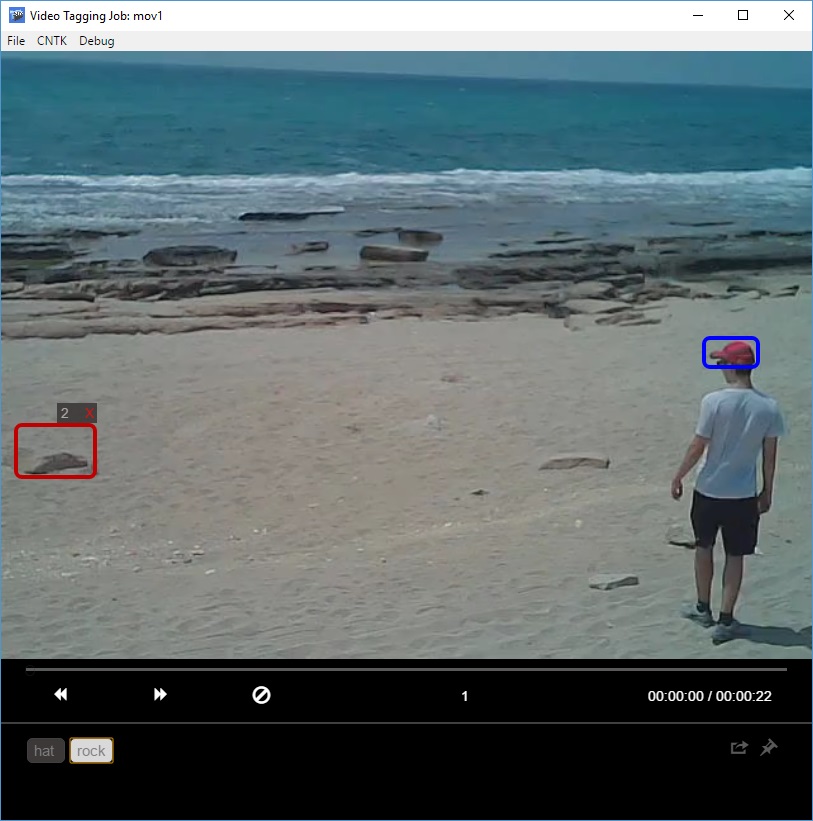 Video Tagging Job: mov1
File CNTK Debug
2 X
1 00:00:00 / 00:00:22
hat rock